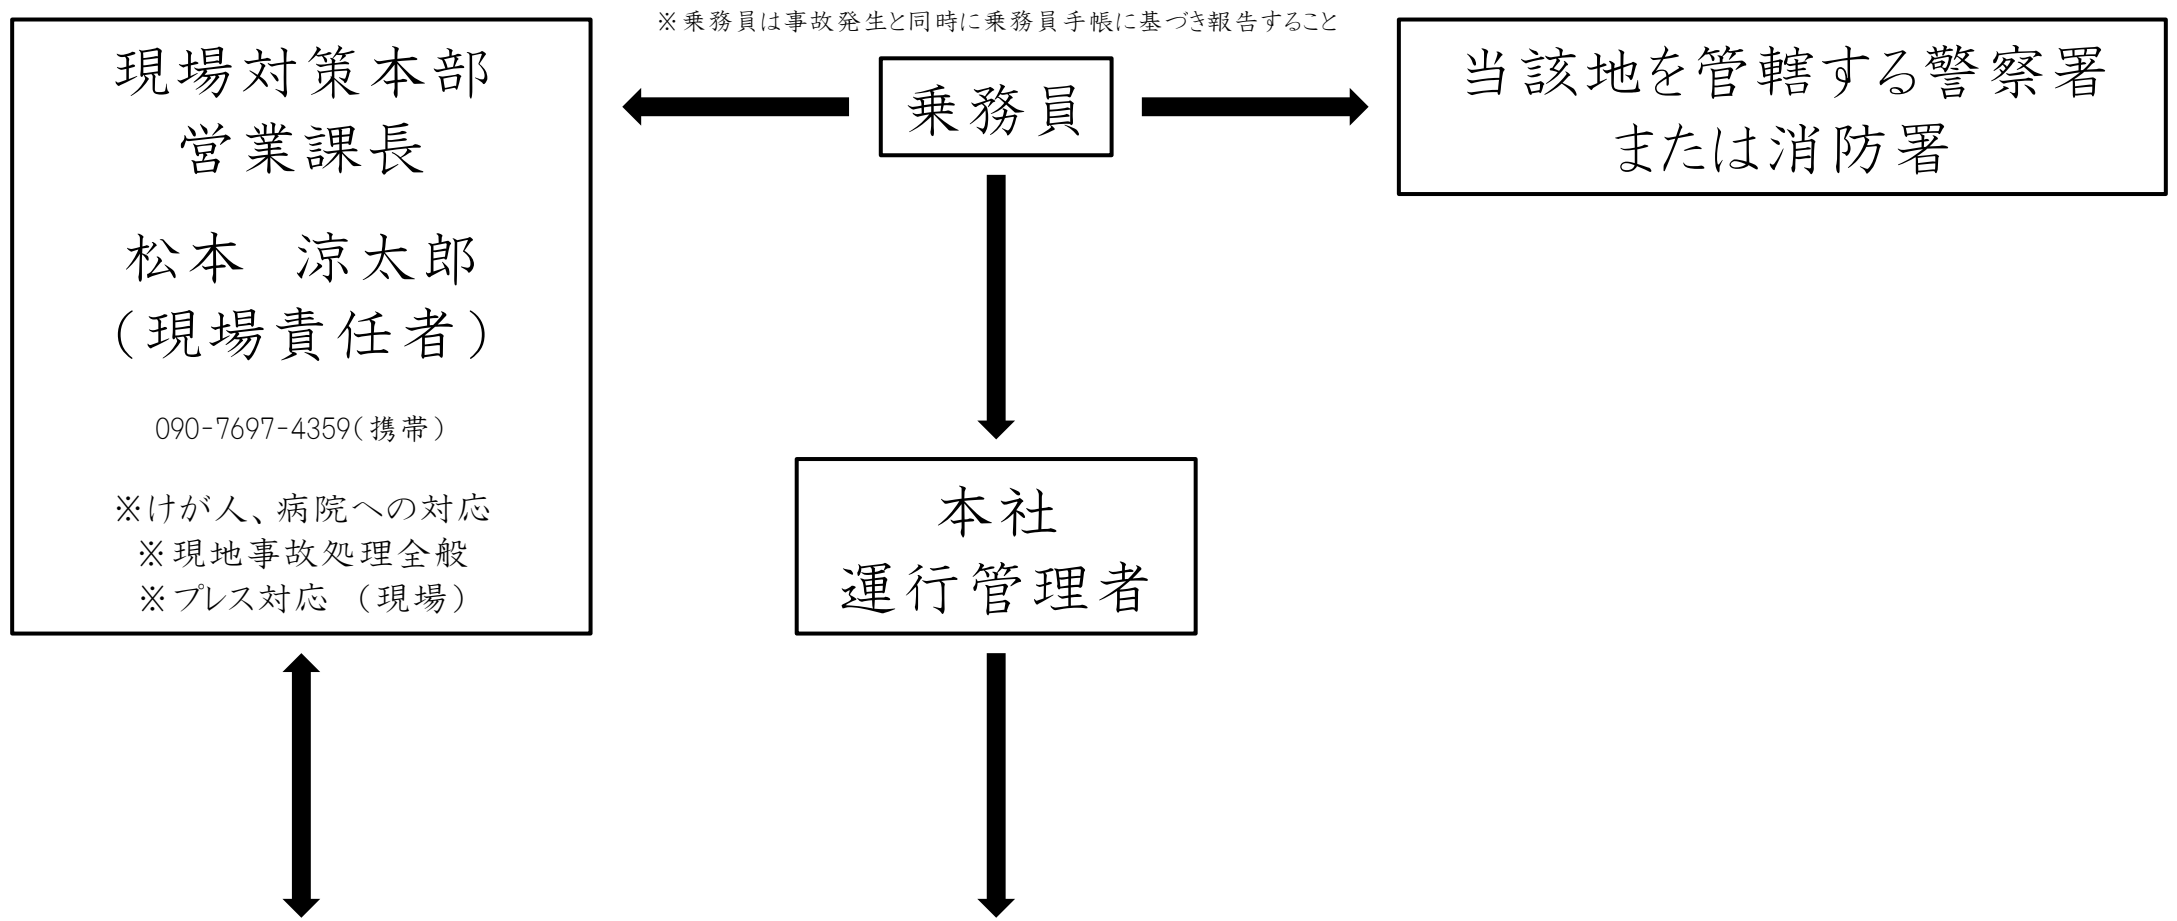 ※乗務員は事故発生と同時に乗務員手帳に基づき報告すること
現場対策本部
営業課長
松本　涼太郎
（現場責任者）
090-7697-4359（携帯）
※けが人、病院への対応
※現地事故処理全般
※プレス対応　（現場）
乗務員
当該地を管轄する警察署
または消防署
本社
運行管理者